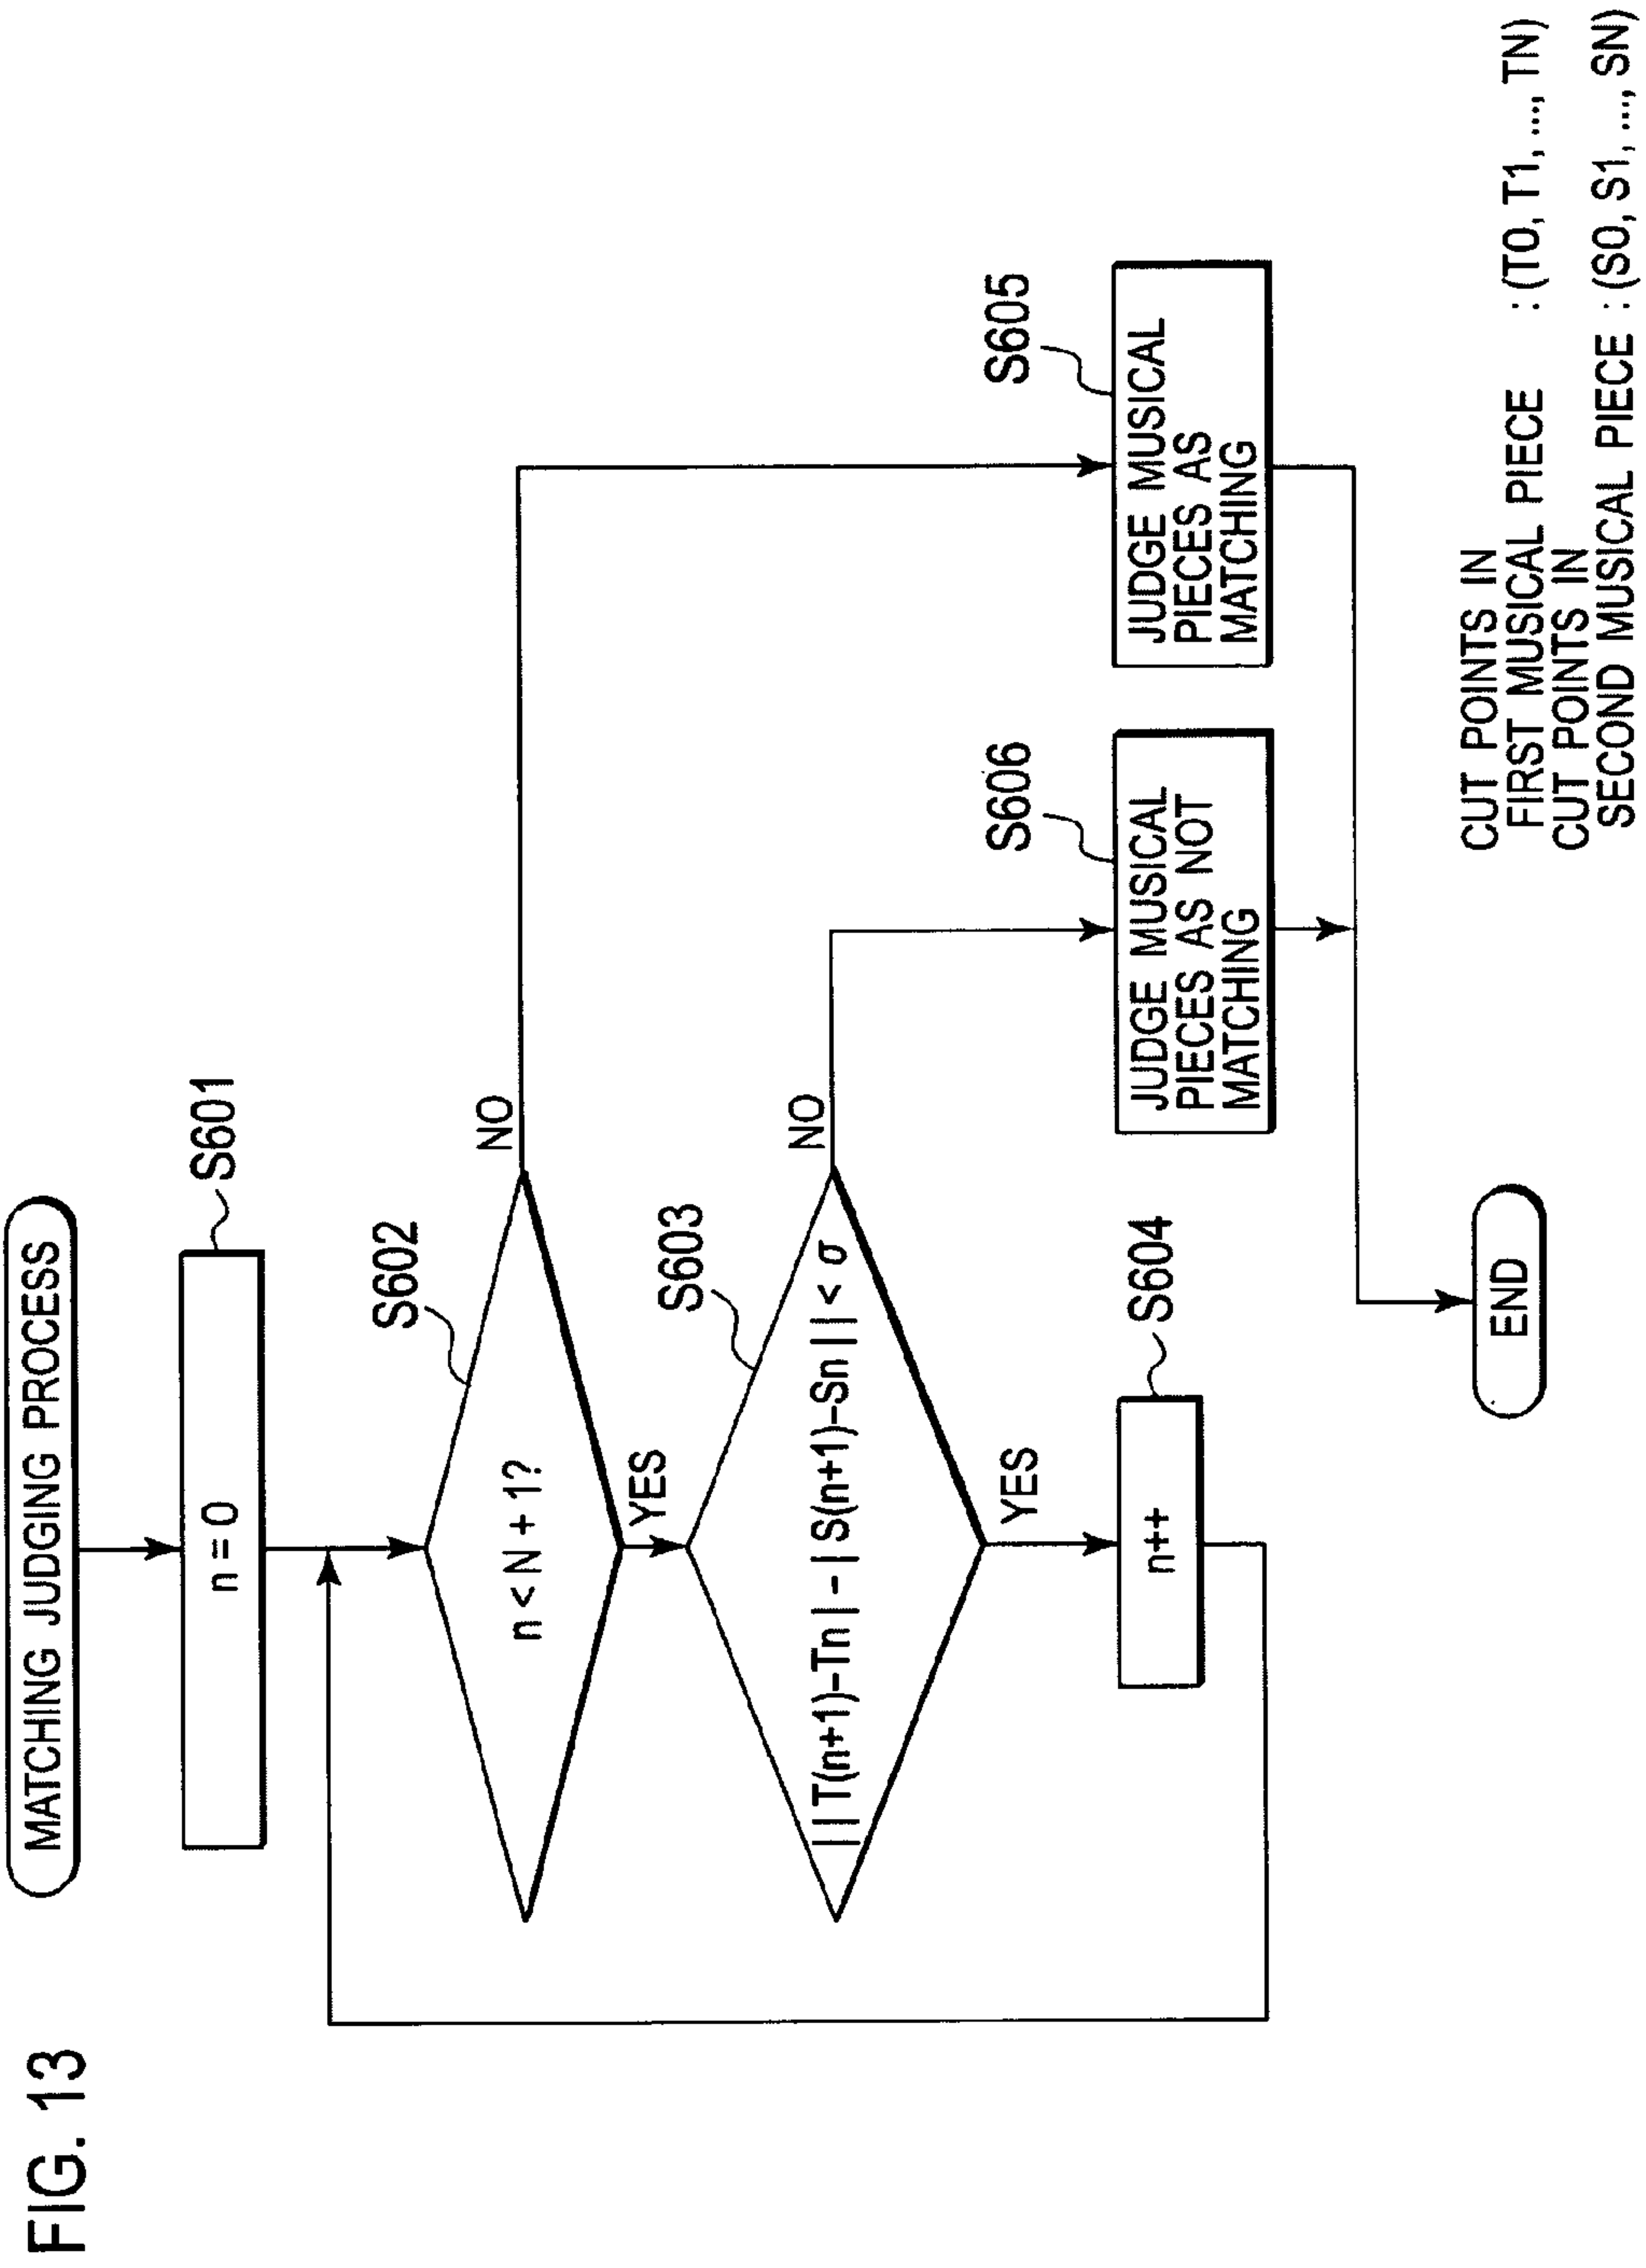 FIG. 13
MATCHING JUDGING PROCESS
S601
n = 0
S602
n < N + 1?
NO
YES
S603
||T(n+1)-Tn| - |S(n+1)-Sn|| < σ
NO
YES
S604
n++
S606
JUDGE MUSICAL
PIECES AS NOT
MATCHING
S605
JUDGE MUSICAL
PIECES AS
MATCHING
END
CUT POINTS IN
FIRST MUSICAL PIECE : (T0, T1, ..., TN)
CUT POINTS IN
SECOND MUSICAL PIECE : (S0, S1, ..., SN)